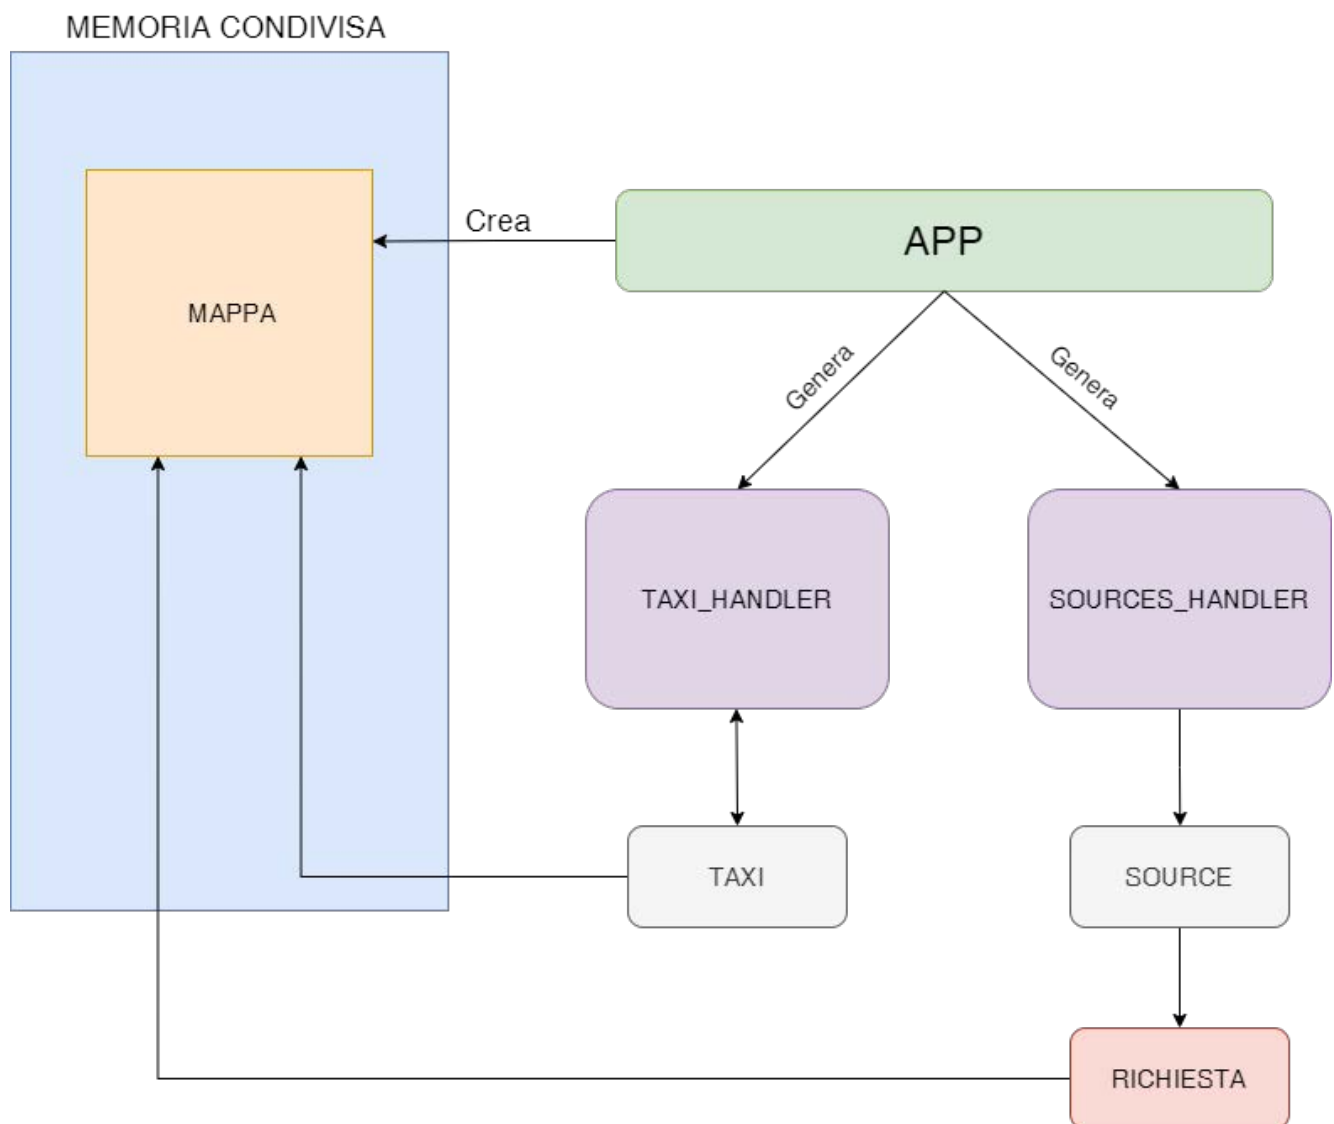 MEMORIA CONDIVISA
Crea
APP
MAPPA
Genera
Genera
TAXI_HANDLER
SOURCES_HANDLER
TAXI
SOURCE
RICHIESTA